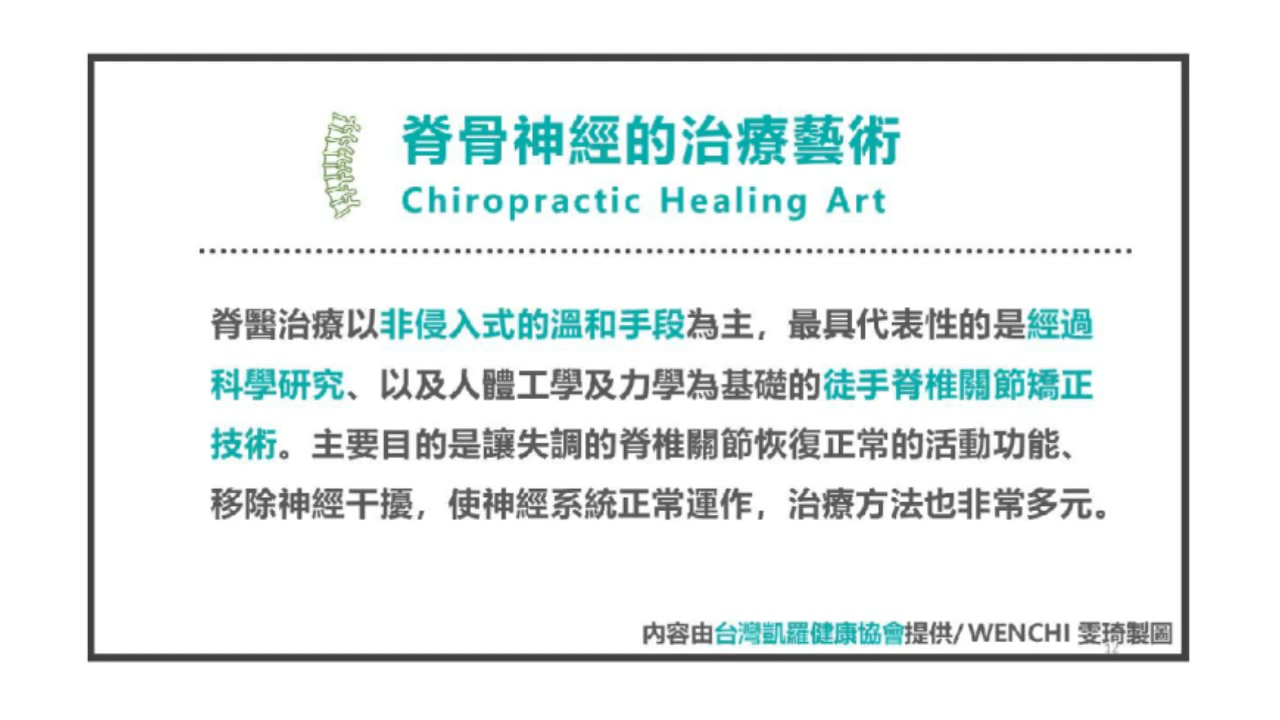 脊骨神經的治療藝術
Chiropractic Healing Art
脊醫治療以非侵入式的溫和手段為主，最具代表性的是經過
科學研究、以及人體工學及力學為基礎的徒手脊椎關節矯正
技術。主要目的是讓失調的脊椎關節恢復正常的活動功能、
移除神經干擾，使神經系統正常運作，治療方法也非常多元。
內容由台灣凱羅健康協會提供/WENCHI 雯琦製圖
12